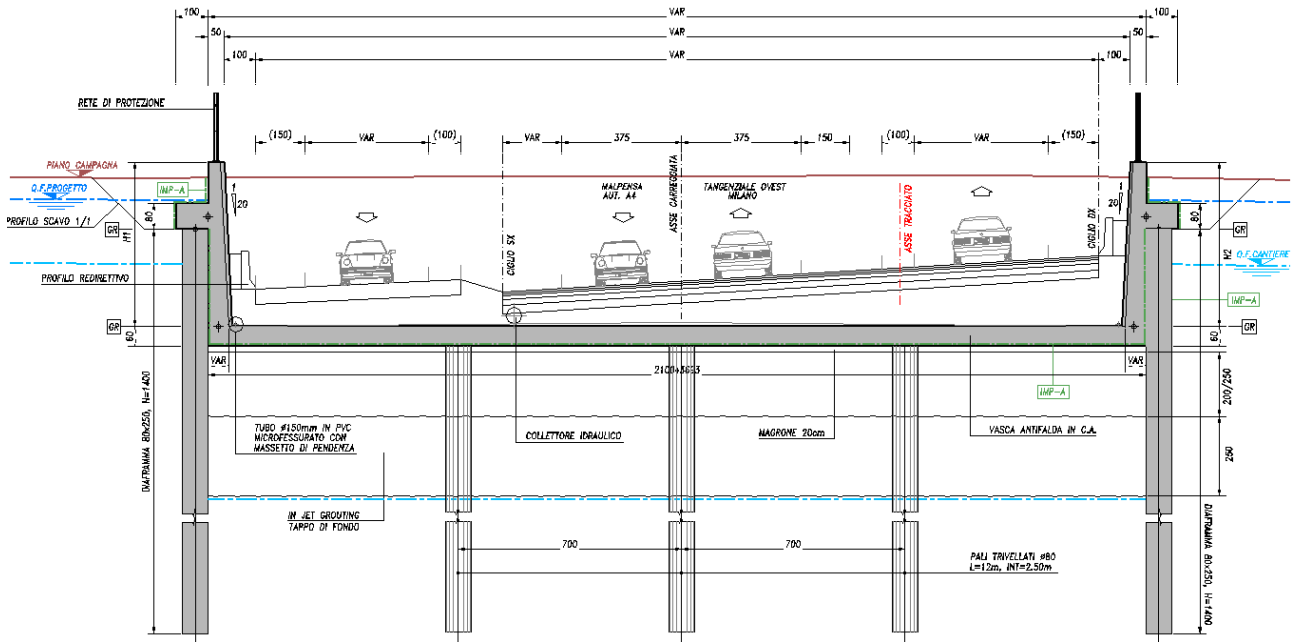 100
VAR
100
50
VAR
50
100
VAR
100
RETE DI PROTEZIONE
(150)
VAR
(100)
VAR
375
375
150
(100)
VAR
(150)
PIANO CAMPAGNA
Q.F.PROGETTO
IMP-A
PROFILO SCAVO 1/1
GR
80
H1
1
20
MALPENSA
AUT. A4
ASSE CARREGGIATA
TANGENZIALE OVEST
MILANO
ASSE TRACCIATO
CIGLIO SX
CIGLIO DX
1
20
80
GR
H2
Q.F.CANTIERE
PROFILO REDIRETTIVO
IMP-A
GR
60
GR
60
VAR
VAR
IMP-A
200/250
TUBO Ø150mm IN PVC
MICROFESSURATO CON
MASSETTO DI PENDENZA
COLLETTORE IDRAULICO
MAGRONE 20cm
VASCA ANTIFALDA IN C.A.
250
DIAFRAMMA 80x250, H=1400
IN JET GROUTING
TAPPO DI FONDO
700
700
PALI TRIVELLATI Ø80
L=12m, INT=2.50m
DIAFRAMMA 80x250, H=1400